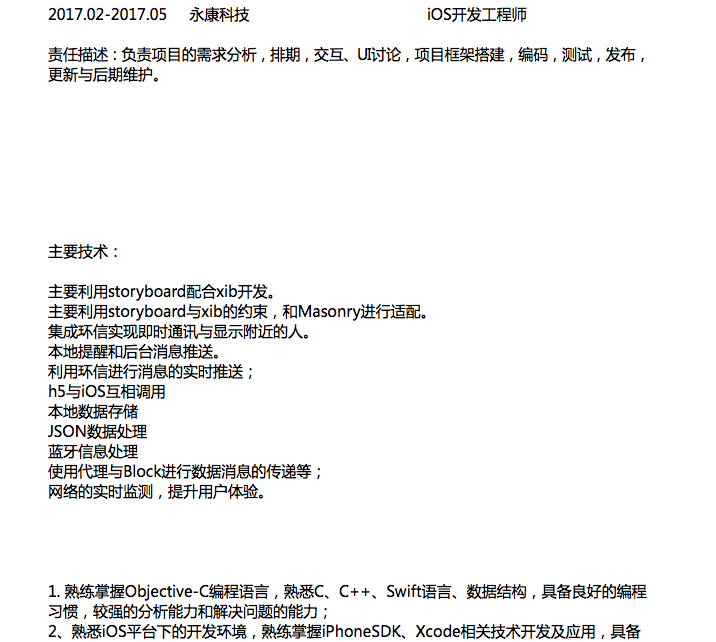 2017.02-2017.05 永康科技 iOS开发工程师
责任描述：负责项目的需求分析，排期，交互、UI讨论，项目框架搭建，编码，测试，发布，
更新与后期维护。
主要技术：
主要利用storyboard配合xib开发。
主要利用storyboard与xib的约束，和Masonry进行适配。
集成环信实现即时通讯与显示附近的人。
本地提醒和后台消息推送。
利用环信进行消息的实时推送；
h5与iOS互相调用
本地数据存储
JSON数据处理
蓝牙信息处理
使用代理与Block进行数据消息的传递等；
网络的实时监测，提升用户体验。
1. 熟练掌握Objective-C编程语言，熟悉C、C++、Swift语言、数据结构，具备良好的编程
习惯，较强的分析能力和解决问题的能力；
2、熟悉iOS平台下的开发环境，熟练掌握iPhoneSDK、Xcode相关技术开发及应用，具备